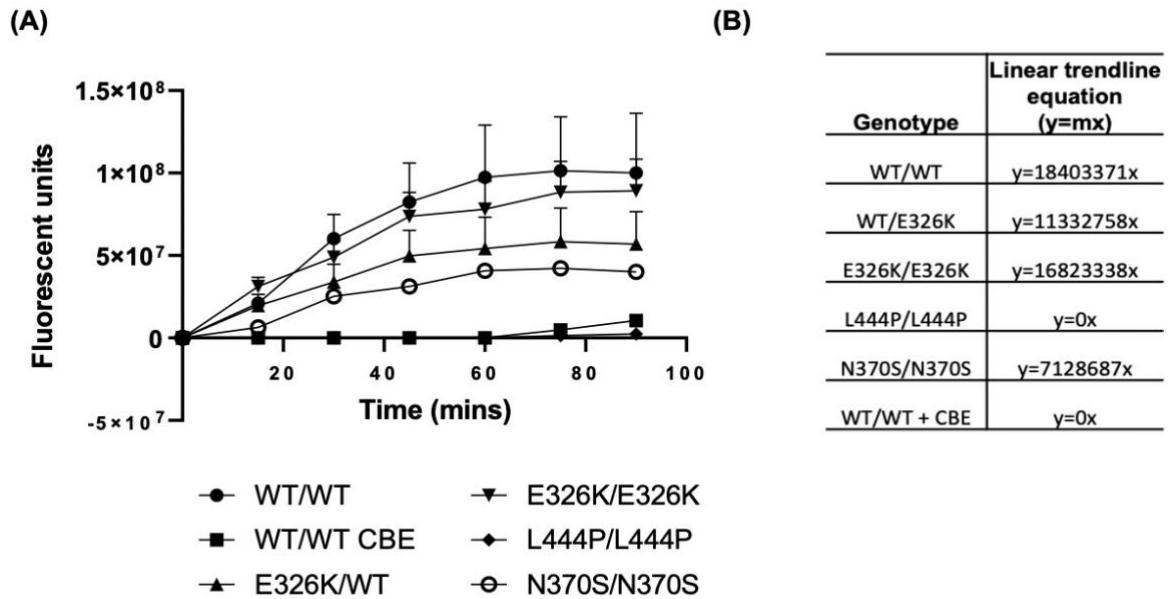 (A)
(B)
Fluorescent units
1.5×10⁸
1×10⁸
5×10⁷
0
-5×10⁷
20 40 60 80 100
Time (mins)
WT/WT
WT/WT CBE
E326K/WT
E326K/E326K
L444P/L444P
N370S/N370S
Genotype
Linear trendline
equation
(y=mx)
WT/WT y=18403371x
WT/E326K y=11332758x
E326K/E326K y=16823338x
L444P/L444P y=0x
N370S/N370S y=7128687x
WT/WT + CBE y=0x